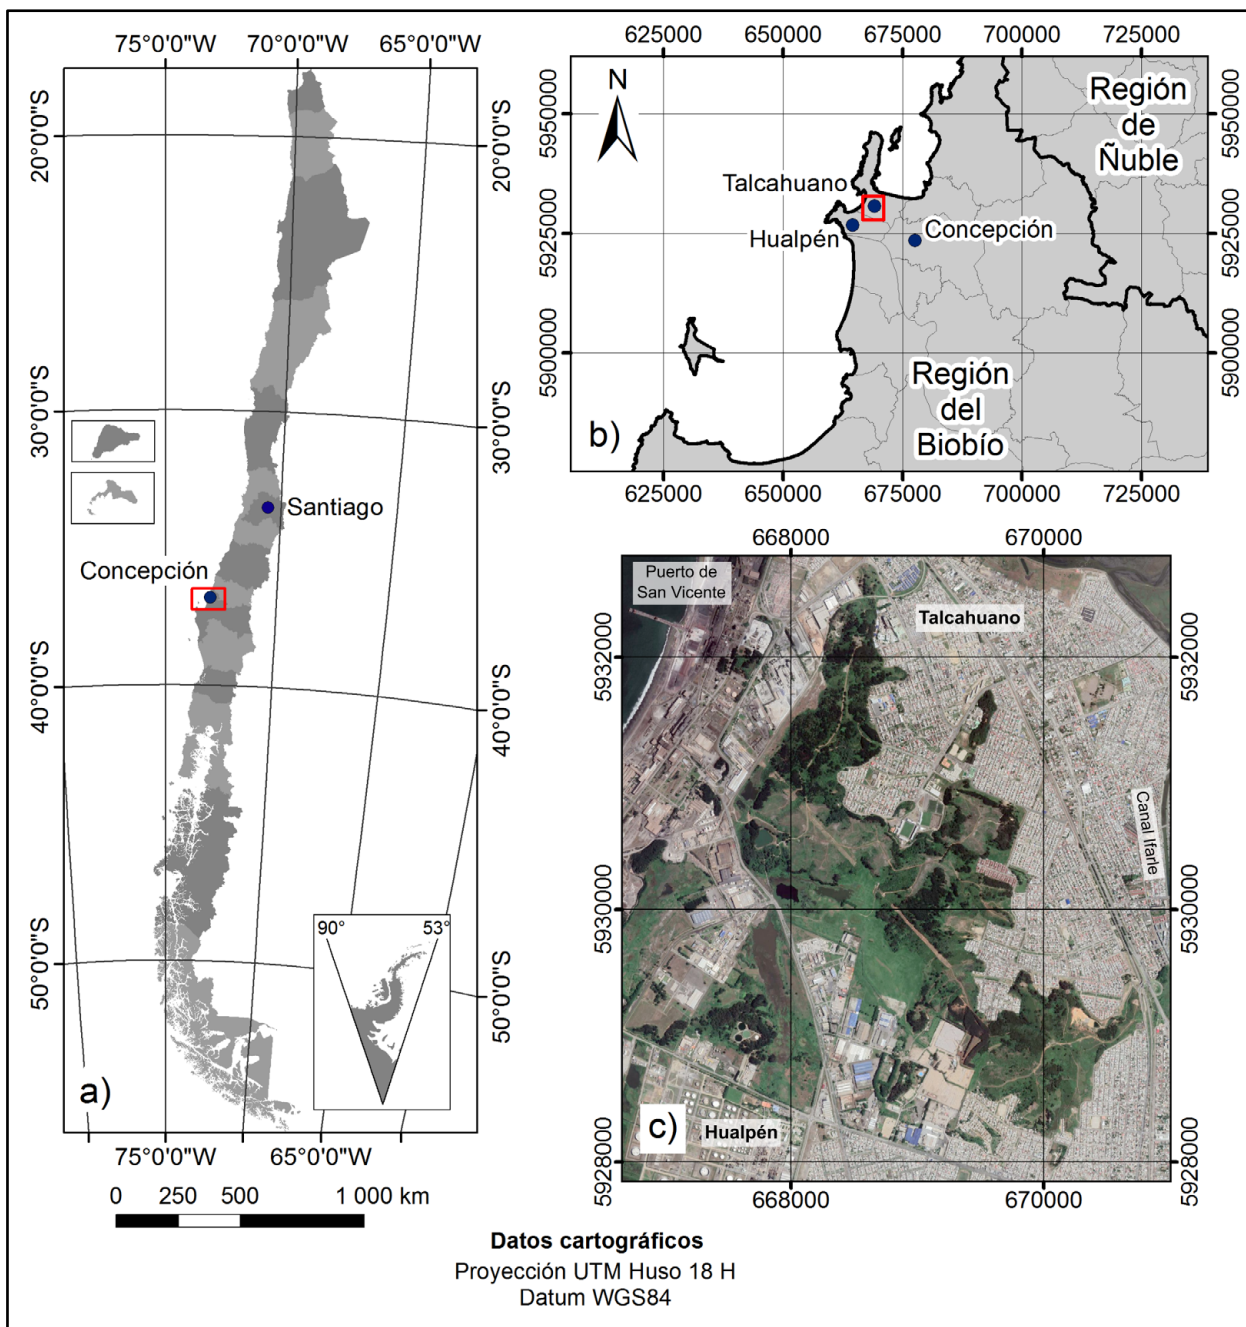 75°0'0"W 70°0'0"W 65°0'0"W
20°0'0"S
20°0'0"S
30°0'0"S
30°0'0"S
Santiago
Concepción
40°0'0"S
40°0'0"S
50°0'0"S
50°0'0"S
90° 53°
a)
75°0'0"W 65°0'0"W
0 250 500 1 000 km
625000 650000 675000 700000 725000
N
5950000
5950000
Región
de
Ñuble
Talcahuano
Hualpén
Concepción
5925000
5925000
5900000
5900000
Región
del
Biobío
b)
625000 650000 675000 700000 725000
668000 670000
Puerto de
San Vicente
Talcahuano
5932000
5932000
Canal Ifarle
5930000
5930000
c)
Hualpén
5928000
5928000
668000 670000
Datos cartográficos
Proyección UTM Huso 18 H
Datum WGS84